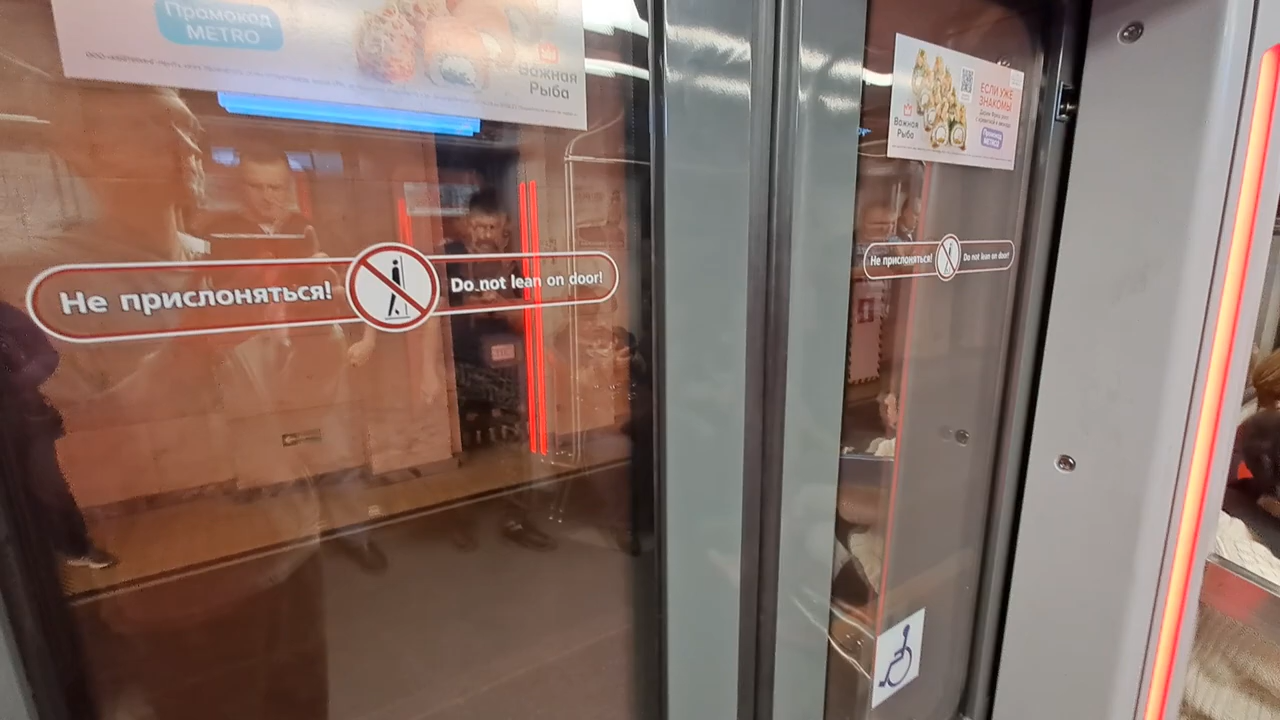 Промокод
METRO
Важная
Рыба
Не прислоняться!
Do not lean on door!
ЕСЛИ УЖЕ
ЗНАКОМЫ
Важная
Рыба
Промокод
METRO
Не прислоняться!
Do not lean on door!